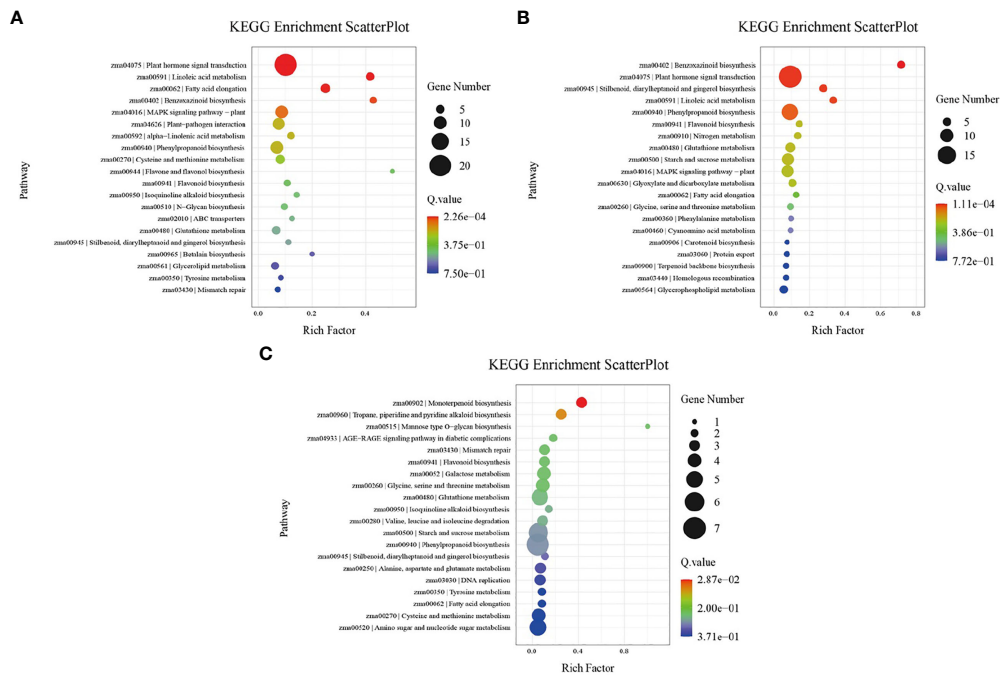 A
KEGG Enrichment ScatterPlot
zma04075 | Plant hormone signal transduction
zma00591 | Linoleic acid metabolism
zma00062 | Fatty acid elongation
zma00402 | Benzoxazinoid biosynthesis
zma04016 | MAPK signaling pathway - plant
zma04626 | Plant-pathogen interaction
zma00592 | alpha-Linolenic acid metabolism
zma00940 | Phenylpropanoid biosynthesis
zma00270 | Cysteine and methionine metabolism
zma00944 | Flavone and flavonol biosynthesis
zma00941 | Flavonoid biosynthesis
zma00950 | Isoquinoline alkaloid biosynthesis
zma00510 | N-Glycan biosynthesis
zma02010 | ABC transporters
zma00480 | Glutathione metabolism
zma00945 | Stilbenoid, diarylheptanoid and gingerol biosynthesis
zma00965 | Betalain biosynthesis
zma00561 | Glycerolipid metabolism
zma00350 | Tyrosine metabolism
zma03430 | Mismatch repair
Pathway
0.0 0.2 0.4
Rich Factor
Gene Number
5
10
15
20
Q.value
2.26e-04
3.75e-01
7.50e-01
B
KEGG Enrichment ScatterPlot
zma00402 | Benzoxazinoid biosynthesis
zma04075 | Plant hormone signal transduction
zma00945 | Stilbenoid, diarylheptanoid and gingerol biosynthesis
zma00591 | Linoleic acid metabolism
zma00940 | Phenylpropanoid biosynthesis
zma00941 | Flavonoid biosynthesis
zma00910 | Nitrogen metabolism
zma00480 | Glutathione metabolism
zma00500 | Starch and sucrose metabolism
zma04016 | MAPK signaling pathway - plant
zma00630 | Glyoxylate and dicarboxylate metabolism
zma00062 | Fatty acid elongation
zma00260 | Glycine, serine and threonine metabolism
zma00360 | Phenylalanine metabolism
zma00460 | Cyanoamino acid metabolism
zma00906 | Carotenoid biosynthesis
zma03060 | Protein export
zma00900 | Terpenoid backbone biosynthesis
zma03440 | Homologous recombination
zma00564 | Glycerophospholipid metabolism
Pathway
0.0 0.2 0.4 0.6 0.8
Rich Factor
Gene Number
5
10
15
Q.value
1.11e-04
3.86e-01
7.72e-01
C
KEGG Enrichment ScatterPlot
zma00902 | Monoterpenoid biosynthesis
zma00960 | Tropane, piperidine and pyridine alkaloid biosynthesis
zma00515 | Mannose type O-glycan biosynthesis
zma04933 | AGE-RAGE signaling pathway in diabetic complications
zma03430 | Mismatch repair
zma00941 | Flavonoid biosynthesis
zma00052 | Galactose metabolism
zma00260 | Glycine, serine and threonine metabolism
zma00480 | Glutathione metabolism
zma00950 | Isoquinoline alkaloid biosynthesis
zma00280 | Valine, leucine and isoleucine degradation
zma00500 | Starch and sucrose metabolism
zma00940 | Phenylpropanoid biosynthesis
zma00945 | Stilbenoid, diarylheptanoid and gingerol biosynthesis
zma00250 | Alanine, aspartate and glutamate metabolism
zma03030 | DNA replication
zma00350 | Tyrosine metabolism
zma00062 | Fatty acid elongation
zma00270 | Cysteine and methionine metabolism
zma00520 | Amino sugar and nucleotide sugar metabolism
Pathway
0.0 0.4 0.8
Rich Factor
Gene Number
1
2
3
4
5
6
7
Q.value
2.87e-02
2.00e-01
3.71e-01